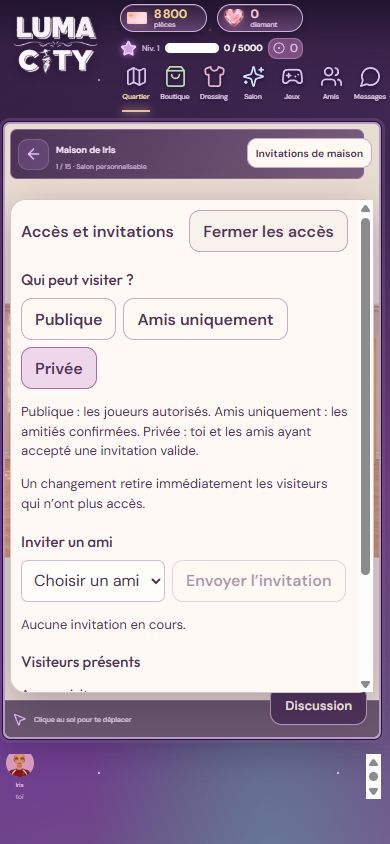 LUMA
CITY
8 800
pièces
0
diamant
Niv. 1
0 / 5000
0
Quartier
Boutique
Dressing
Salon
Jeux
Amis
Messages
Maison de Iris
1 / 15 · Salon personnalisable
Invitations de maison
Accès et invitations
Fermer les accès
Qui peut visiter ?
Publique
Amis uniquement
Privée
Publique : les joueurs autorisés. Amis uniquement : les
amitiés confirmées. Privée : toi et les amis ayant
accepté une invitation valide.
Un changement retire immédiatement les visiteurs
qui n’ont plus accès.
Inviter un ami
Choisir un ami
Envoyer l’invitation
Aucune invitation en cours.
Visiteurs présents
Discussion
Clique au sol pour te déplacer
Iris
toi